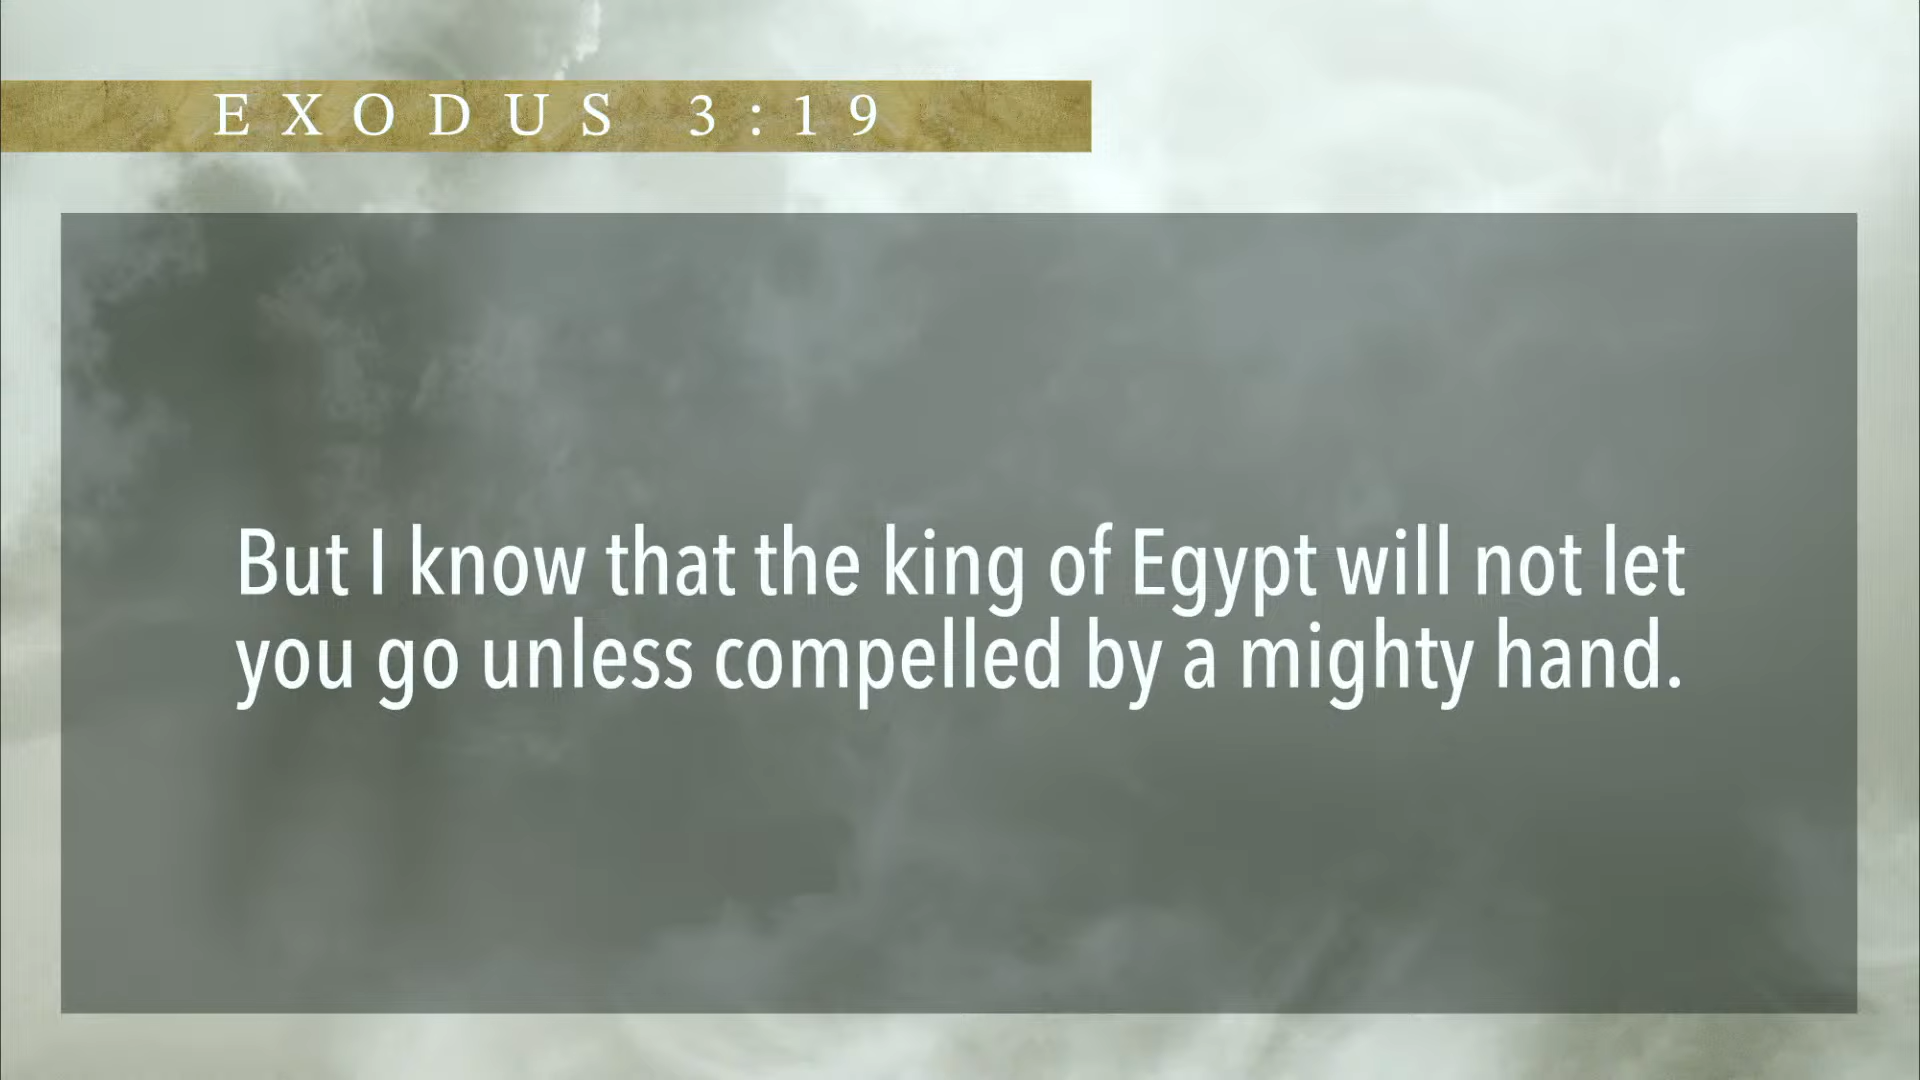 EXODUS 3:19
But I know that the king of Egypt will not let
you go unless compelled by a mighty hand.